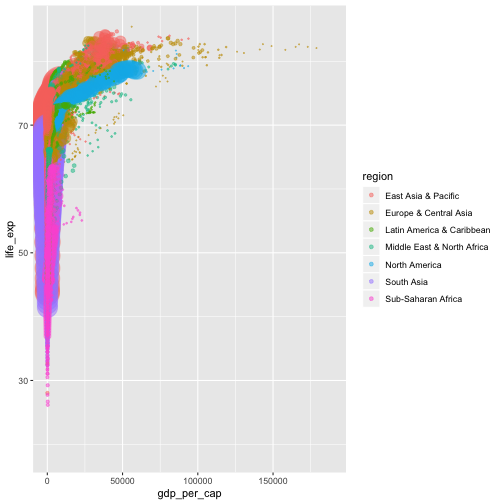 70
50
30
life_exp
0
50000
100000
150000
gdp_per_cap
region
East Asia & Pacific
Europe & Central Asia
Latin America & Caribbean
Middle East & North Africa
North America
South Asia
Sub-Saharan Africa